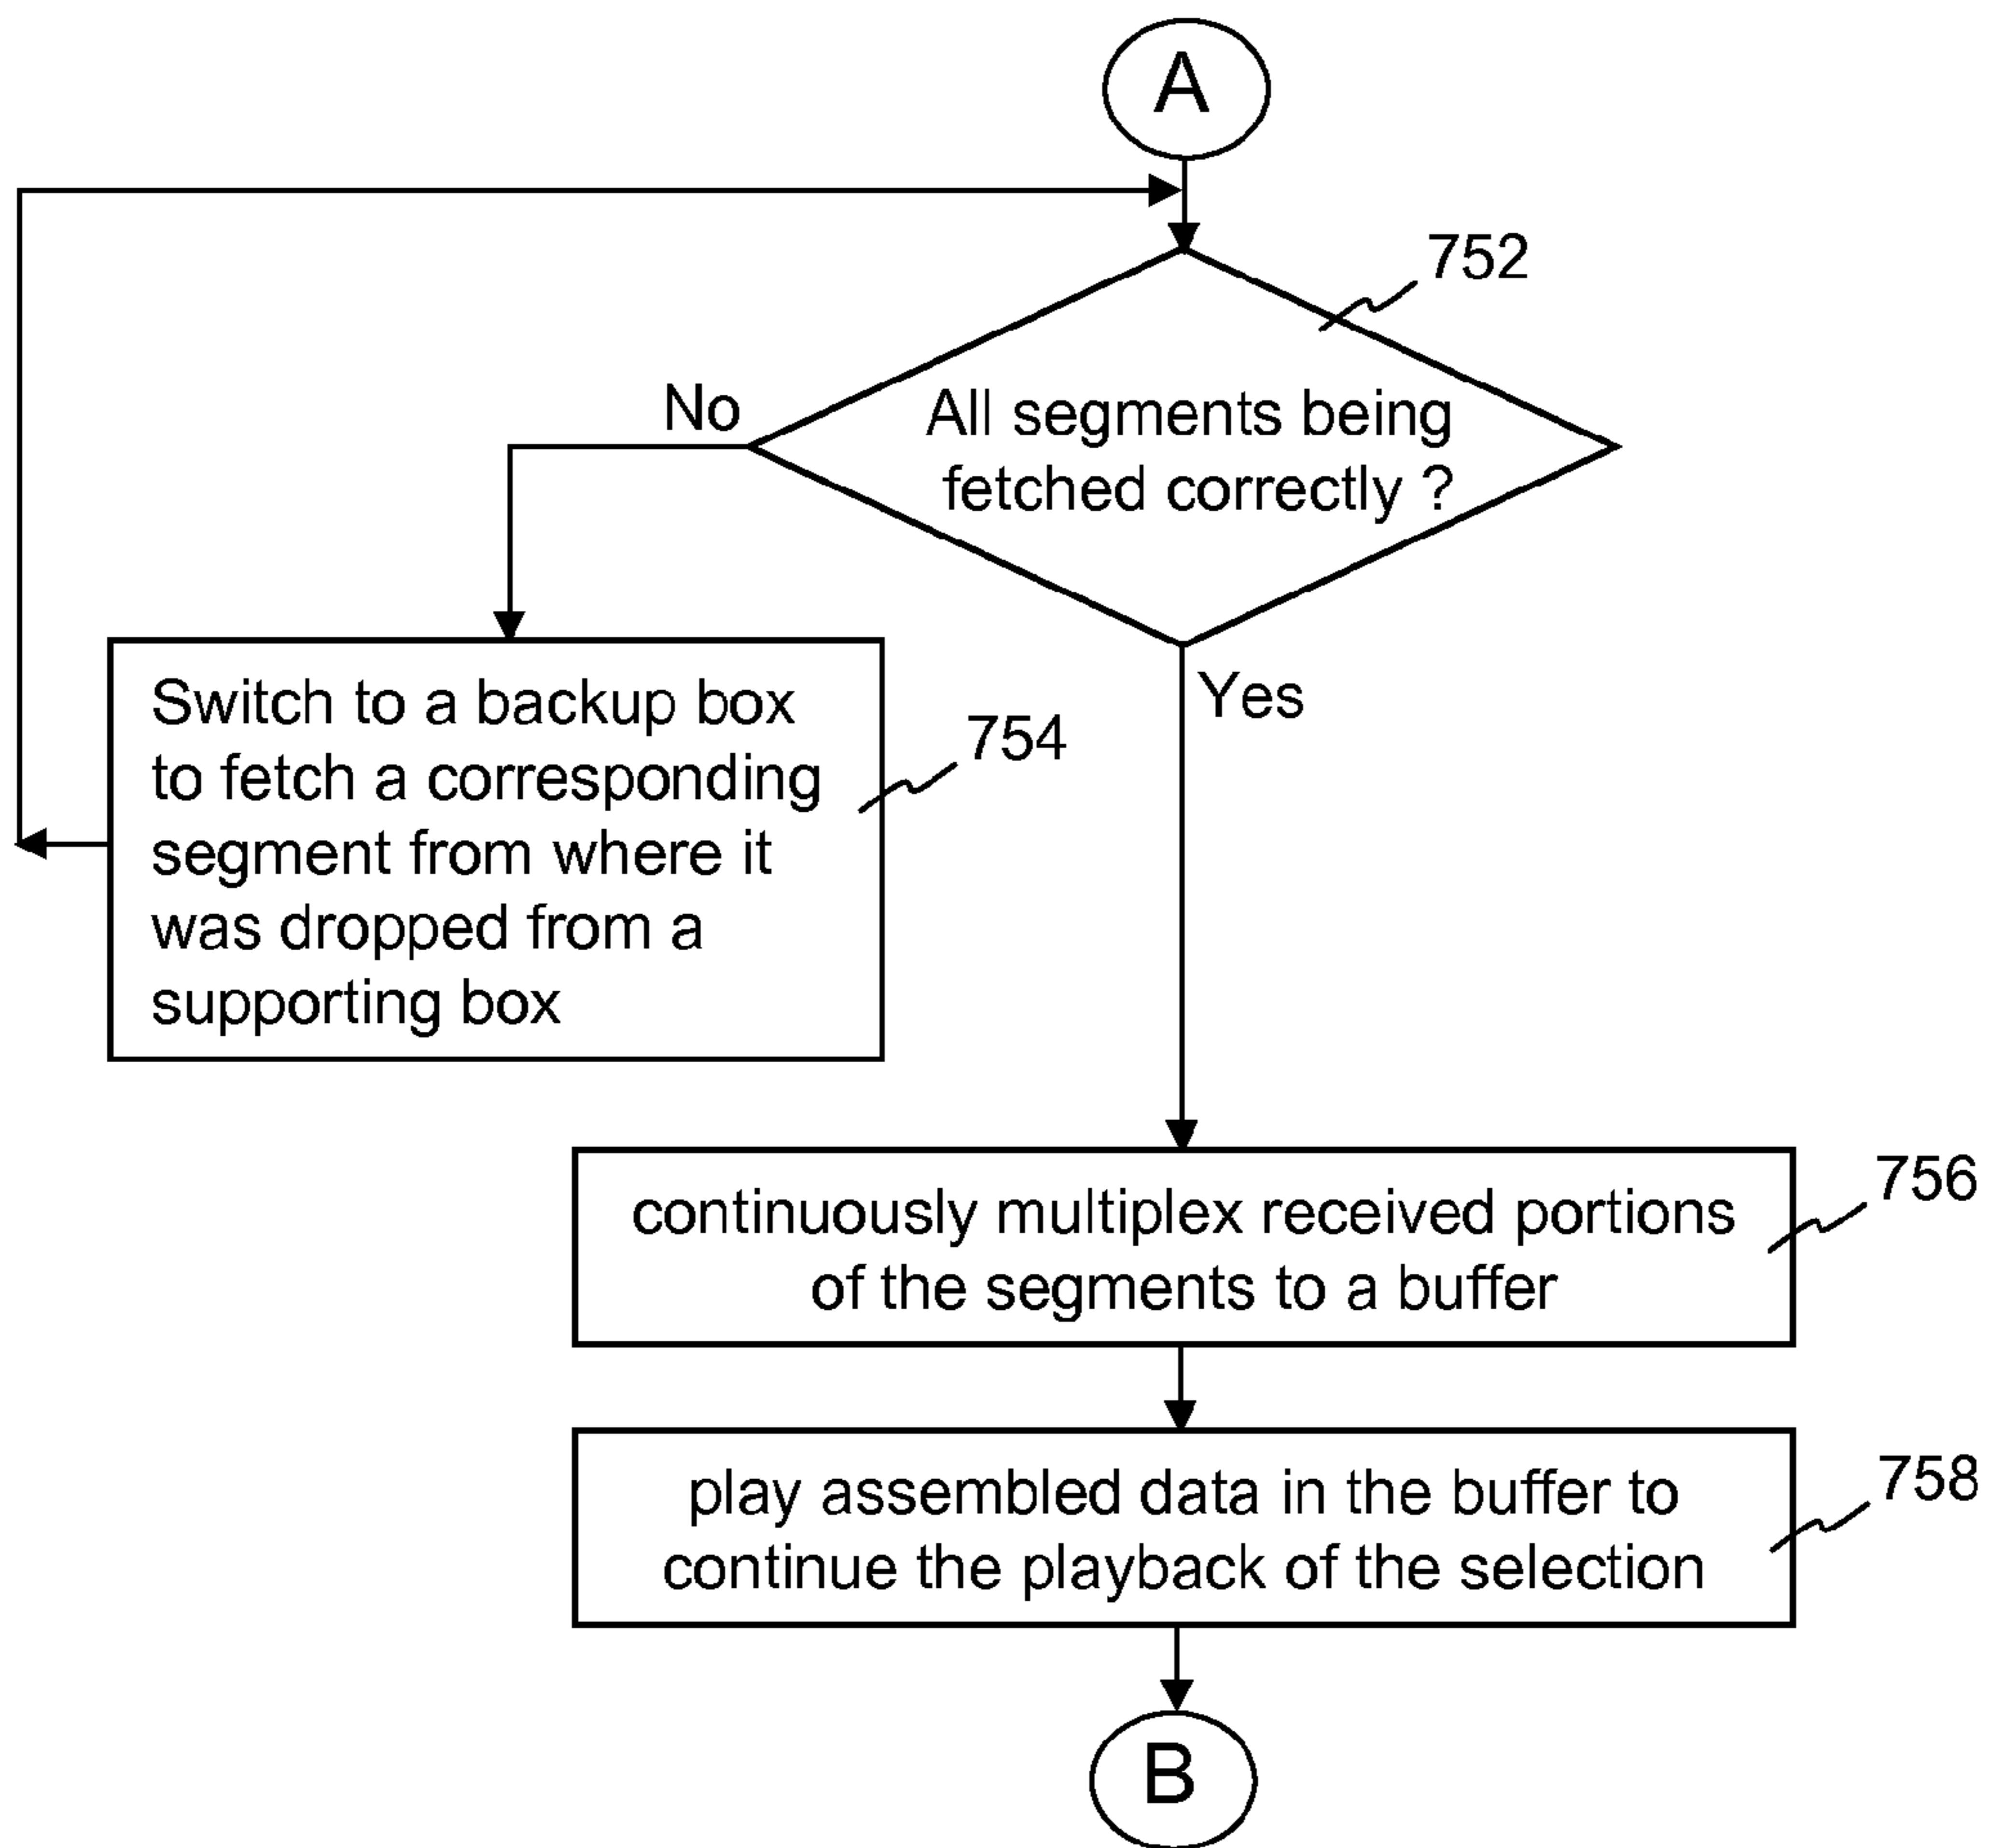 A
752
All segments being
fetched correctly ?
No
Yes
Switch to a backup box
to fetch a corresponding
segment from where it
was dropped from a
supporting box
754
756
continuously multiplex received portions
of the segments to a buffer
758
play assembled data in the buffer to
continue the playback of the selection
B